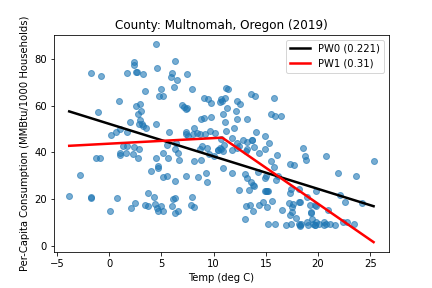 County: Multnomah, Oregon (2019)
PW0 (0.221)
PW1 (0.31)
Per-Capita Consumption (MMBtu/1000 Households)
80
60
40
20
0
−5 0 5 10 15 20 25
Temp (deg C)